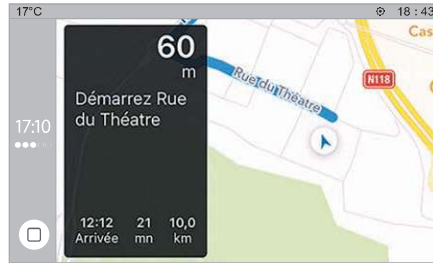 17°C
18 : 43
60
m
Démarrez Rue
du Théatre
12:12 21 10,0
Arrivée mn km
17:10
Rue du Théatre
N118
Cas